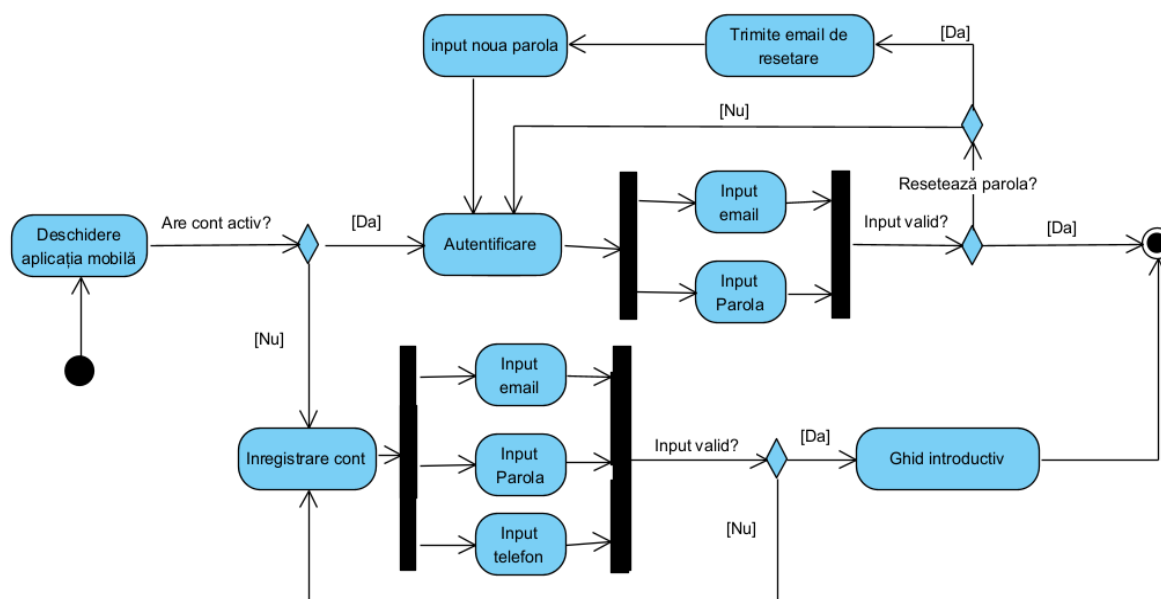 input noua parola
Trimite email de
resetare
[Da]
[Nu]
Resetează parola?
Deschidere
aplicația mobilă
Are cont activ?
[Da]
Autentificare
Input
email
Input
Parola
Input valid?
[Da]
[Nu]
Inregistrare cont
Input
email
Input
Parola
Input
telefon
Input valid?
[Da]
Ghid introductiv
[Nu]